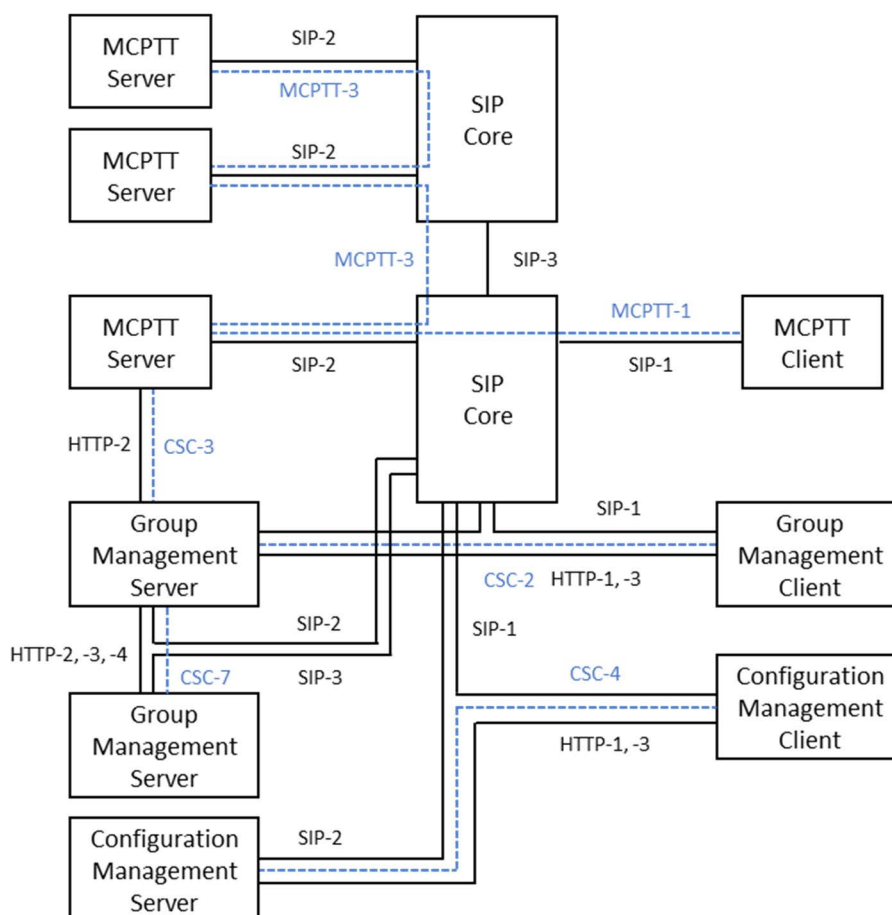 MCPTT
Server
SIP-2
MCPTT-3
SIP
Core
MCPTT
Server
SIP-2
MCPTT-3
SIP-3
MCPTT
Server
SIP-2
SIP
Core
MCPTT-1
SIP-1
MCPTT
Client
HTTP-2
CSC-3
Group
Management
Server
SIP-1
CSC-2
HTTP-1, -3
Group
Management
Client
HTTP-2, -3, -4
CSC-7
SIP-2
SIP-3
SIP-1
Group
Management
Server
CSC-4
HTTP-1, -3
Configuration
Management
Client
Configuration
Management
Server
SIP-2